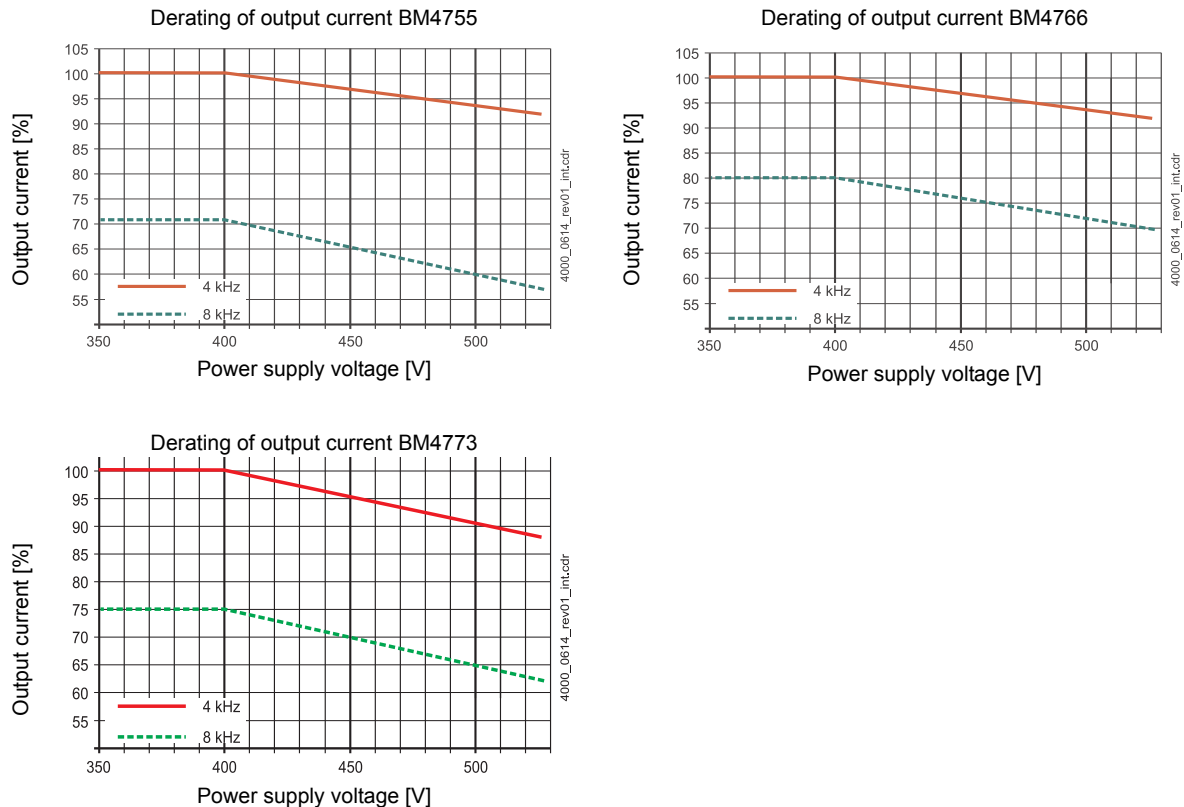 Derating of output current BM4755
Output current [%]
105
100
95
90
85
80
75
70
65
60
55
4 kHz
8 kHz
350
400
450
500
Power supply voltage [V]
4000_0614_rev01_int.cdr
Derating of output current BM4766
Output current [%]
105
100
95
90
85
80
75
70
65
60
55
4 kHz
8 kHz
350
400
450
500
Power supply voltage [V]
4000_0614_rev01_int.cdr
Derating of output current BM4773
Output current [%]
100
95
90
85
80
75
70
65
60
55
4 kHz
8 kHz
350
400
450
500
Power supply voltage [V]
4000_0614_rev01_int.cdr